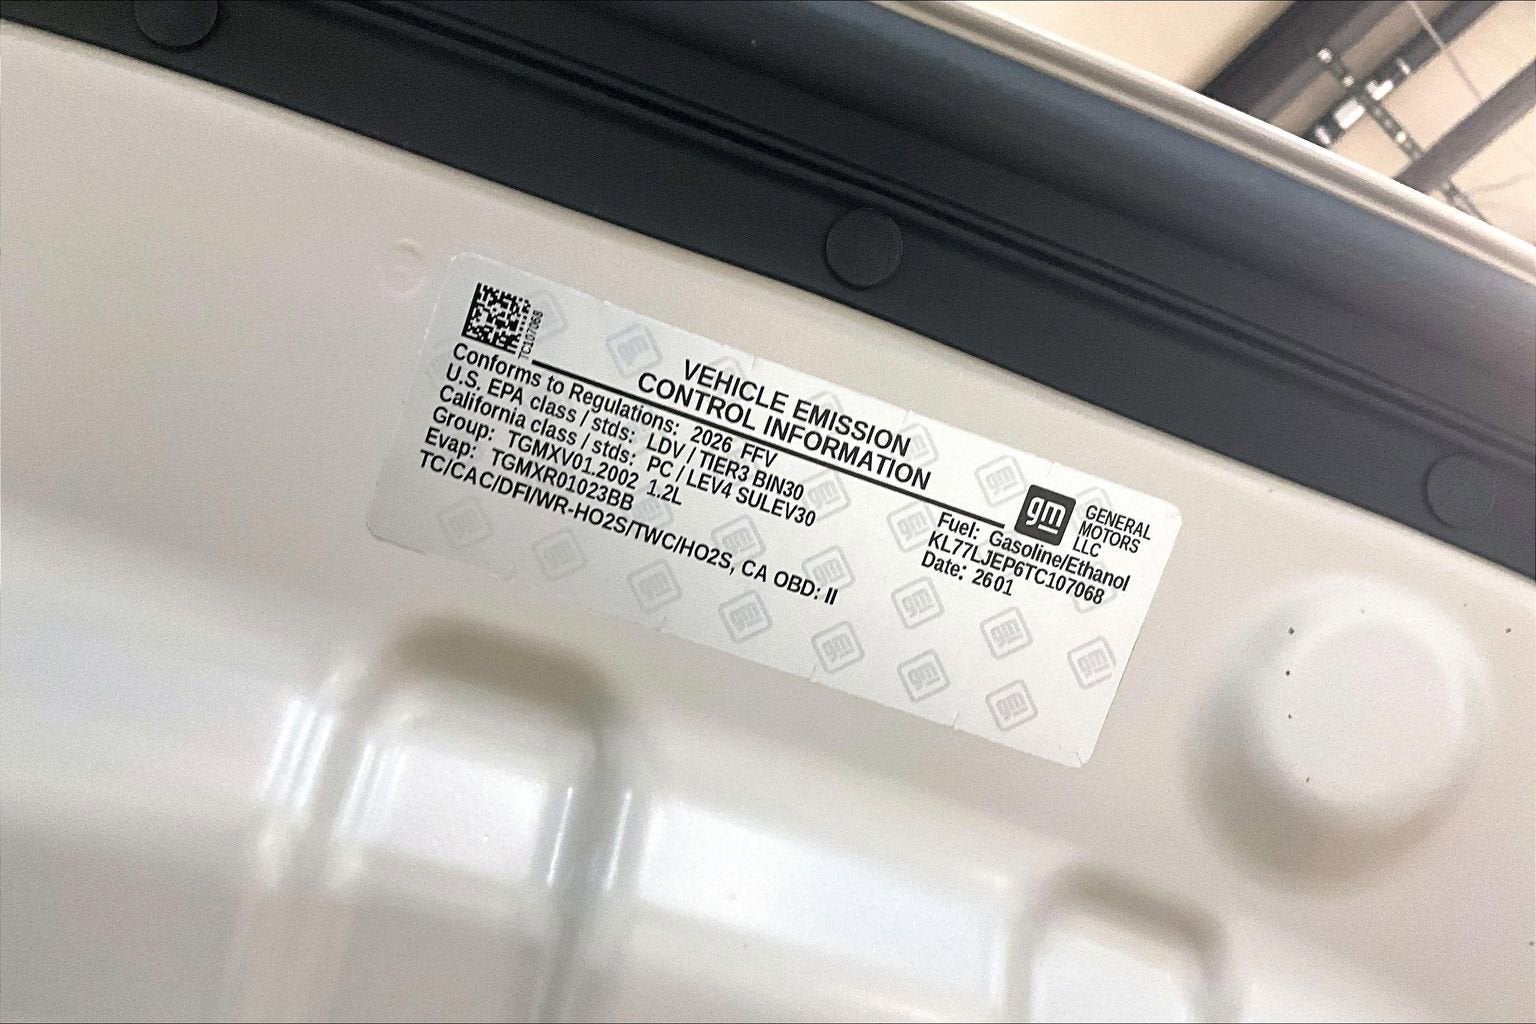 TC107068
VEHICLE EMISSION
CONTROL INFORMATION
Conforms to Regulations: 2026 FFV
U.S. EPA class / stds: LDV / TIER3 BIN30
California class / stds: PC / LEV4 SULEV30
Group: TGMXV01.2002 1.2L
Evap: TGMXR01023BB
TC/CAC/DFI/WR-HO2S/TWC/HO2S, CA OBD: II
gm
GENERAL
MOTORS
LLC
Fuel: Gasoline/Ethanol
KL77LJEP6TC107068
Date: 2601